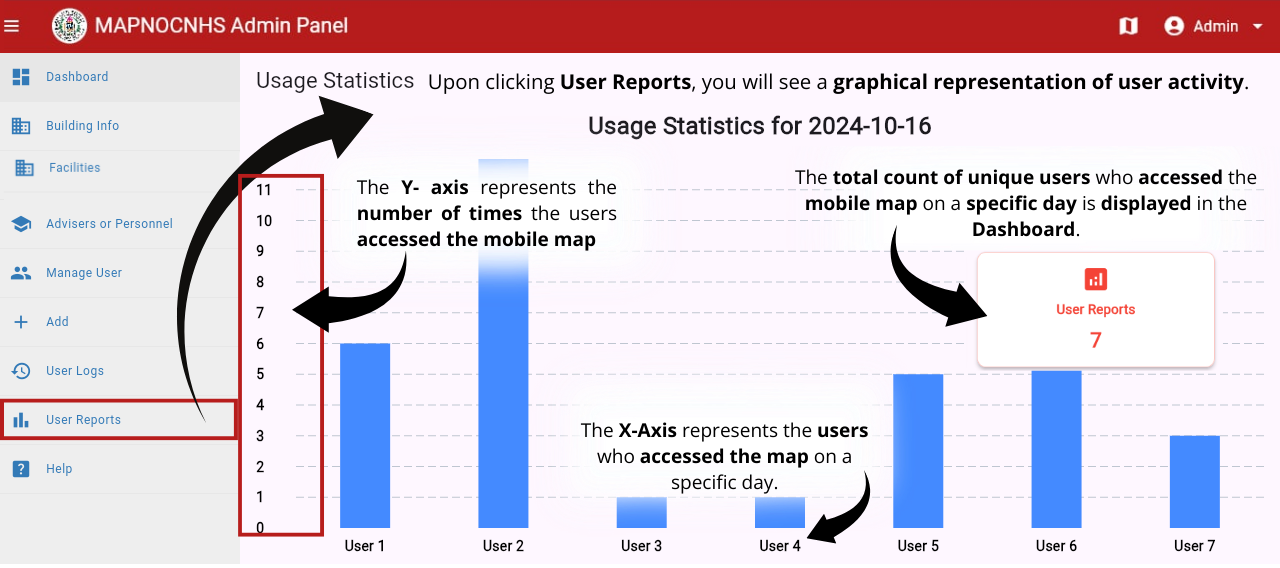 MAPNOCNHS Admin Panel
Admin
Dashboard
Building Info
Facilities
Advisers or Personnel
Manage User
Add
User Logs
User Reports
Help
Usage Statistics
Upon clicking User Reports, you will see a graphical representation of user activity.
Usage Statistics for 2024-10-16
The Y- axis represents the
number of times the users
accessed the mobile map
The total count of unique users who accessed the
mobile map on a specific day is displayed in the
Dashboard.
User Reports
7
The X-Axis represents the users
who accessed the map on a
specific day.
11
10
9
8
7
6
5
4
3
2
1
0
User 1
User 2
User 3
User 4
User 5
User 6
User 7